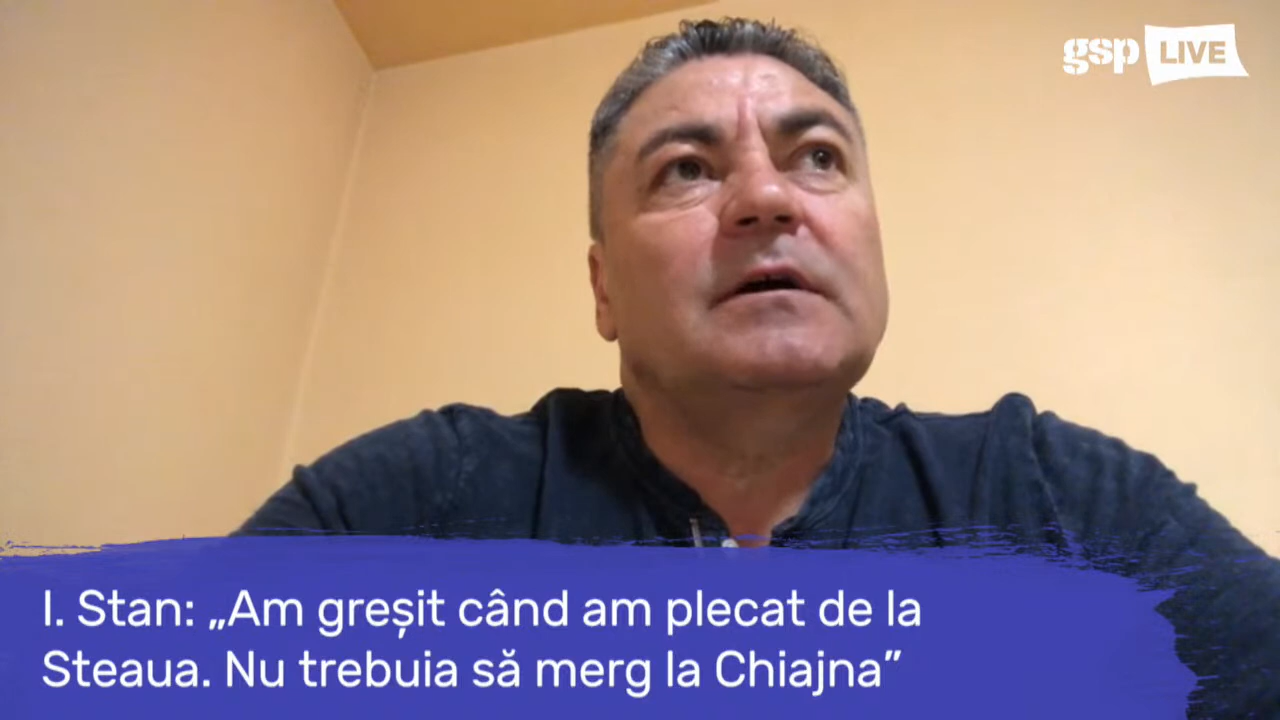 gsp LIVE
I. Stan: „Am greșit când am plecat de la
Steaua. Nu trebuia să merg la Chiajna”